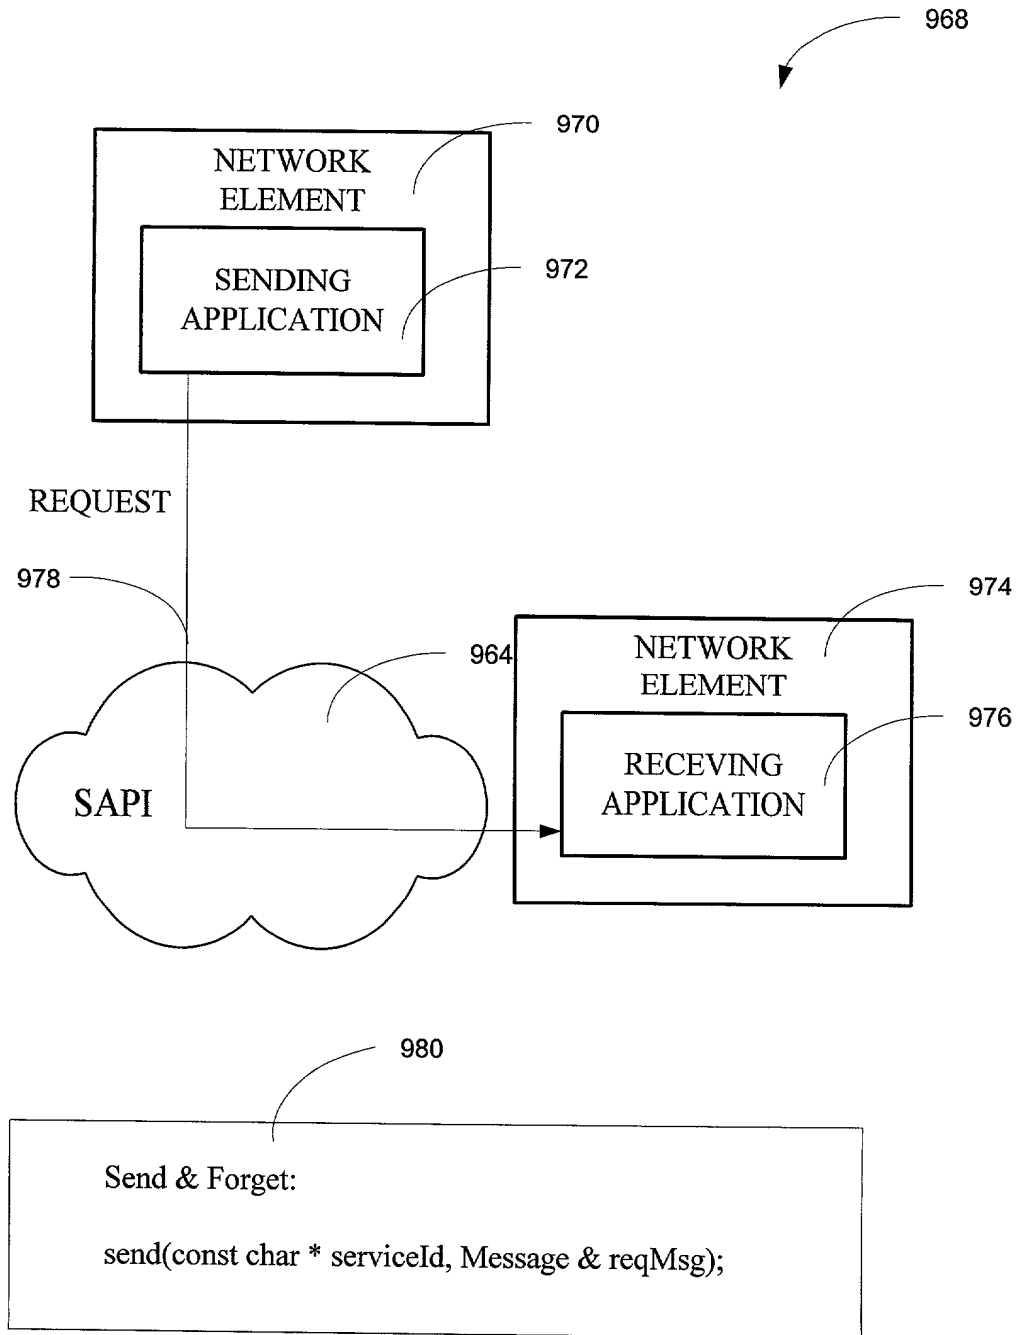 968
970
NETWORK
ELEMENT
972
SENDING
APPLICATION
REQUEST
978
974
NETWORK
ELEMENT
964
976
RECEVING
APPLICATION
SAPI
980
Send & Forget:
send(const char * serviceId, Message & reqMsg);